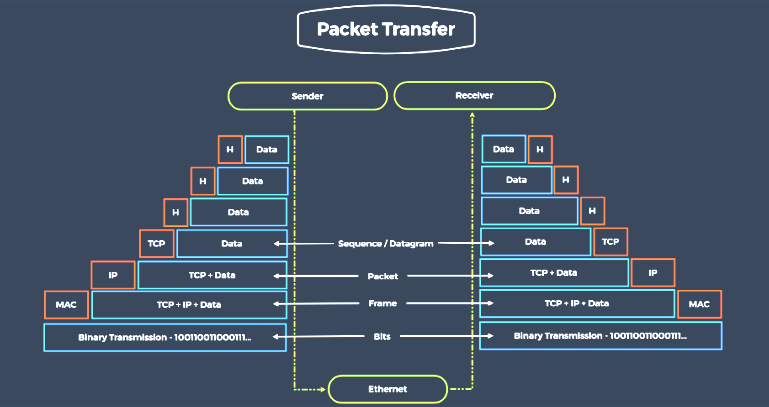 Packet Transfer
Sender
Receiver
H Data
Data H
H Data
Data H
H Data
Data H
TCP Data
Sequence / Datagram
Data TCP
IP TCP + Data
Packet
TCP + Data IP
MAC TCP + IP + Data
Frame
TCP + IP + Data MAC
Binary Transmission - 100110011000111...
Bits
Binary Transmission - 100110011000111...
Ethernet